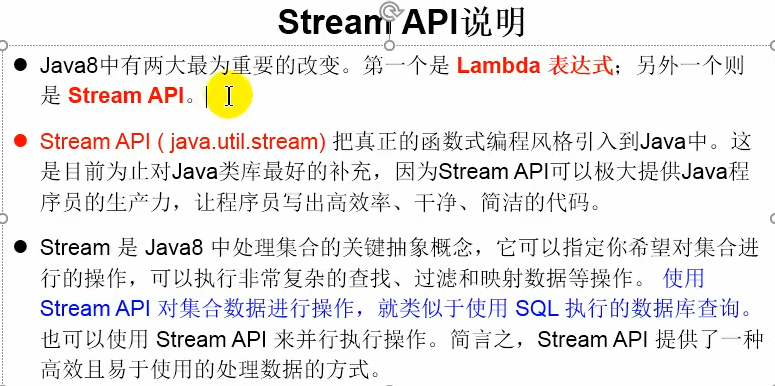 Stream API说明
● Java8中有两大最为重要的改变。第一个是 Lambda 表达式；另外一个则
是 Stream API。
● Stream API ( java.util.stream) 把真正的函数式编程风格引入到Java中。这
是目前为止对Java类库最好的补充，因为Stream API可以极大提供Java程
序员的生产力，让程序员写出高效率、干净、简洁的代码。
● Stream 是 Java8 中处理集合的关键抽象概念，它可以指定你希望对集合进
行的操作，可以执行非常复杂的查找、过滤和映射数据等操作。 使用
Stream API 对集合数据进行操作，就类似于使用 SQL 执行的数据库查询。
也可以使用 Stream API 来并行执行操作。简言之，Stream API 提供了一种
高效且易于使用的处理数据的方式。